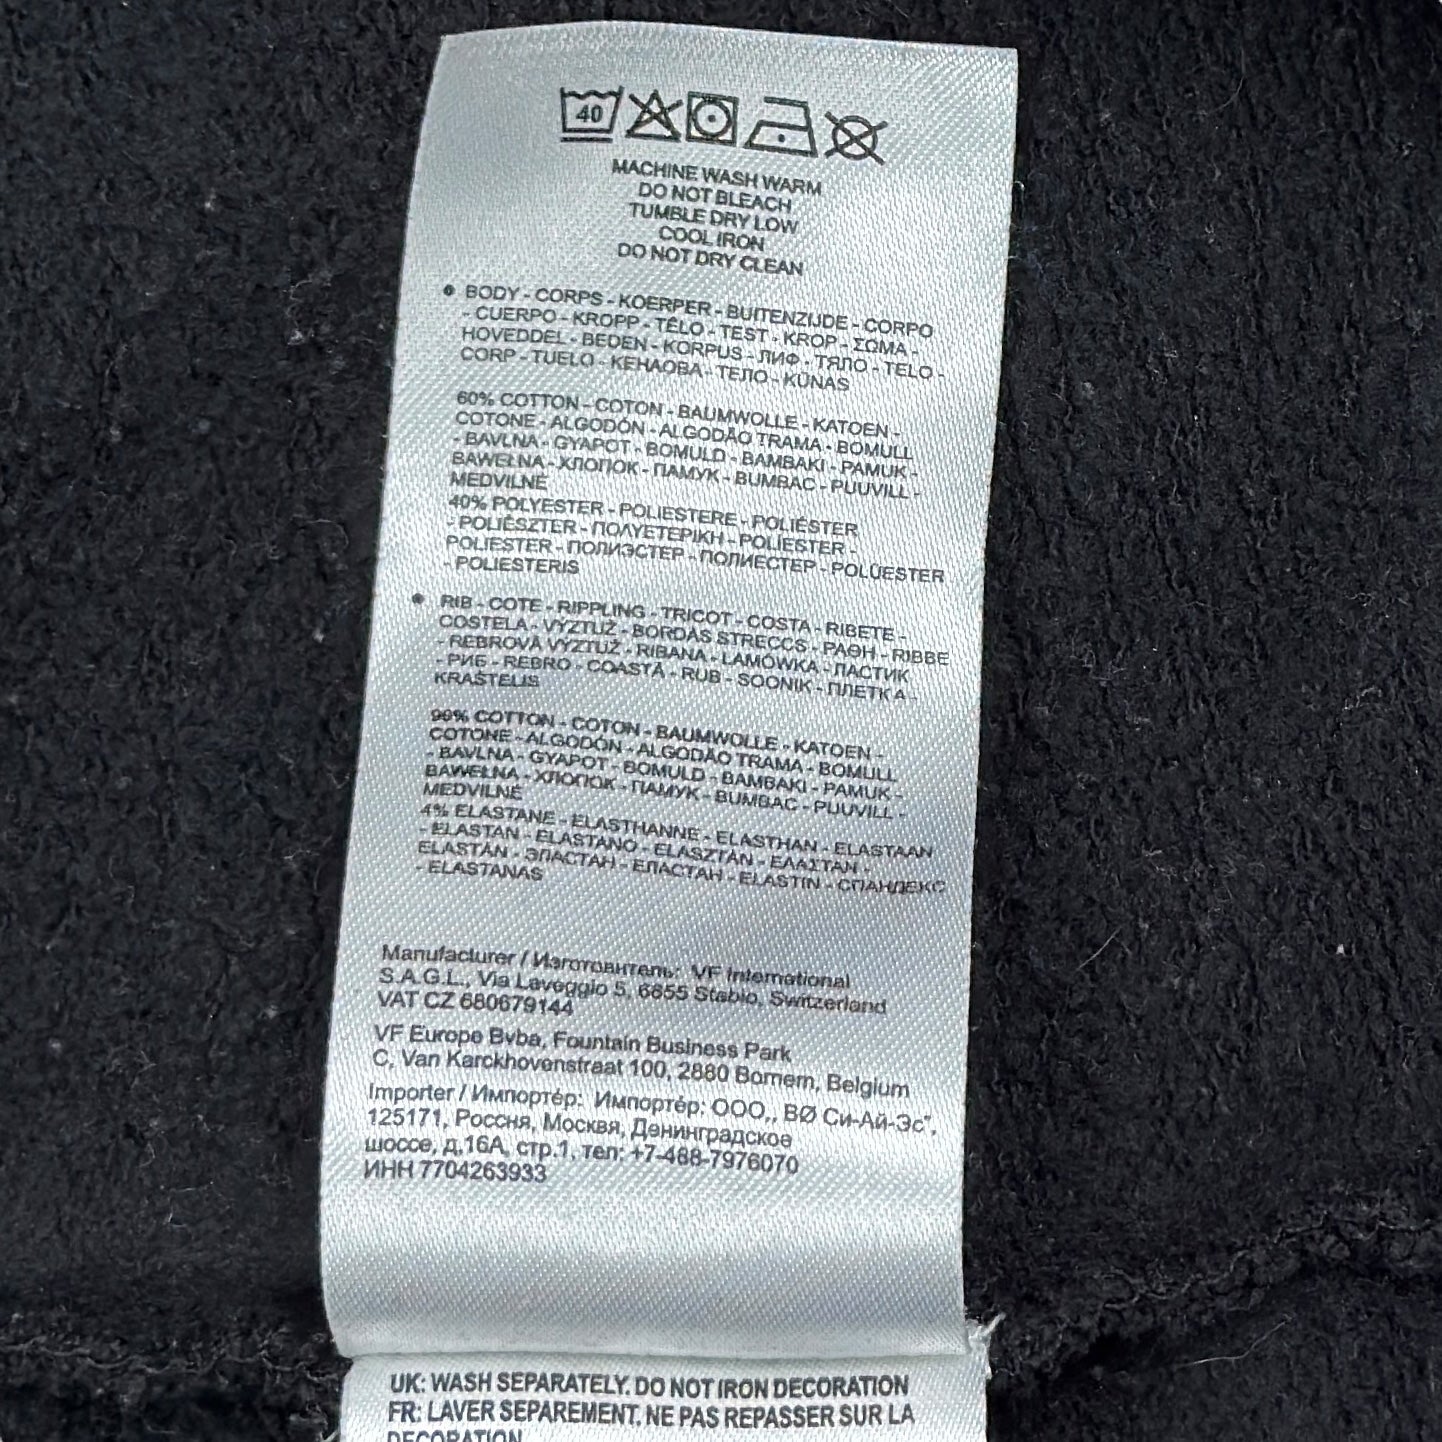 40
MACHINE WASH WARM
DO NOT BLEACH
TUMBLE DRY LOW
COOL IRON
DO NOT DRY CLEAN
BODY - CORPS - KOERPER - BUITENZIJDE - CORPO
- CUERPO - KROPP - TĚLO - TEST - KROP - ΣΩΜΑ -
HOVEDDEL - BEDEN - KORPUS - ЛИФ - ТЯЛО - TELO -
CORP - TUELO - КЕНАОВА - ТЕЛО - KŪNAS
60% COTTON - COTON - BAUMWOLLE - KATOEN -
COTONE - ALGODÓN - ALGODÃO TRAMA - BOMULL
- BAVLNA - GYAPOT - BOMULD - BAMBAKI - PAMUK -
BAWEŁNA - ХЛОПОК - ПАМУК - BUMBAC - PUUVILL -
MEDVILNĖ
40% POLYESTER - POLIESTERE - POLIÉSTER
- POLIÉSZTER - ΠΟΛΥΕΤΕΡΙΚΗ - POLÍESTER -
POLIESTER - ПОЛИЭСТЕР - ПОЛИЕСТЕР - POLÜESTER
- POLIESTERIS
RIB - COTE - RIPPLING - TRICOT - COSTA - RIBETE -
COSTELA - VÝZTUŽ - BORDÁS STRECCS - ΡΑΘΗ - RIBBE
- REBROVÁ VÝZTUŽ - RIBANA - LAMÓWKA - ЛАСТИК
- РИБ - REBRO - COASTĂ - RUB - SOONIK - ПЛЕТКА -
KRAŠTELIS
96% COTTON - COTON - BAUMWOLLE - KATOEN -
COTONE - ALGODÓN - ALGODÃO TRAMA - BOMULL
- BAVLNA - GYAPOT - BOMULD - BAMBAKI - PAMUK -
BAWEŁNA - ХЛОПОК - ПАМУК - BUMBAC - PUUVILL -
MEDVILNĖ
4% ELASTANE - ELASTHANNE - ELASTHAN - ELASTAAN
- ELASTAN - ELASTANO - ELASZTÁN - ΕΛΑΣΤΑΝ -
ELASTÁN - ЭЛАСТАН - ЕЛАСТАН - ELASTIN - СПАНДЕКС
- ELASTANAS
Manufacturer / Изготовитель: VF International
S.A.G.L., Via Laveggio 5, 6855 Stabio, Switzerland
VAT CZ 680679144
VF Europe Bvba, Fountain Business Park
C, Van Karckhovenstraat 100, 2880 Bornem, Belgium
Importer / Импортёр: Импортёр: ООО,, ВØ Си-Ай-Эс",
125171, Россня, Москвя, Денинградское
шоссе, д.16А, стр.1, тел: +7-488-7976070
ИНН 7704263933
UK: WASH SEPARATELY. DO NOT IRON DECORATION
FR: LAVER SEPAREMENT. NE PAS REPASSER SUR LA
DECORATION